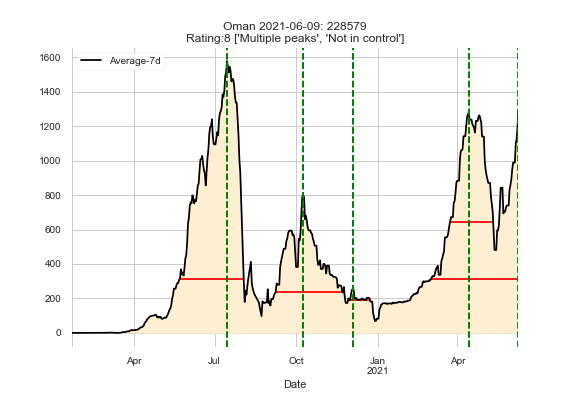 Oman 2021-06-09: 228579
Rating:8 ['Multiple peaks', 'Not in control']
Average-7d
1600
1400
1200
1000
800
600
400
200
0
Apr
Jul
Oct
Jan
2021
Apr
Date